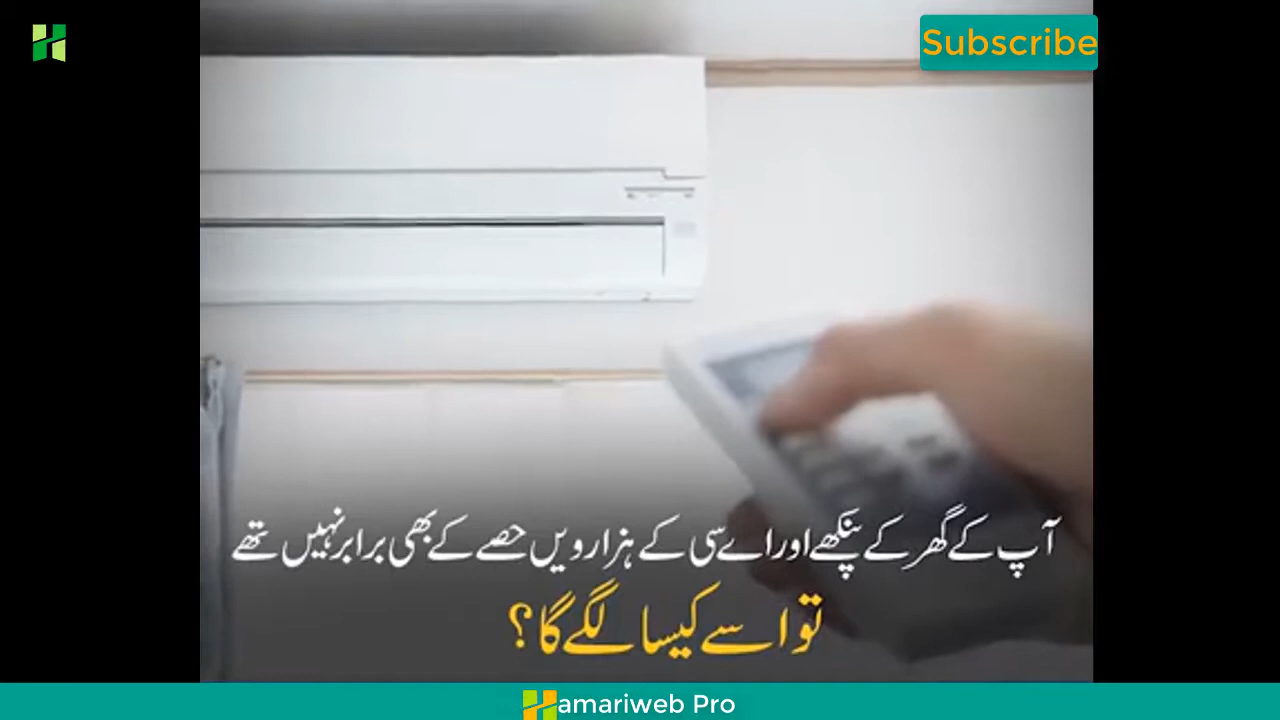 Subscribe
آپ کے گھر کے پنکھے اور اے سی کے ہزارویں حصے کے بھی برابر نہیں تھے
تو اسے کیسا لگے گا؟
Hamariweb Pro